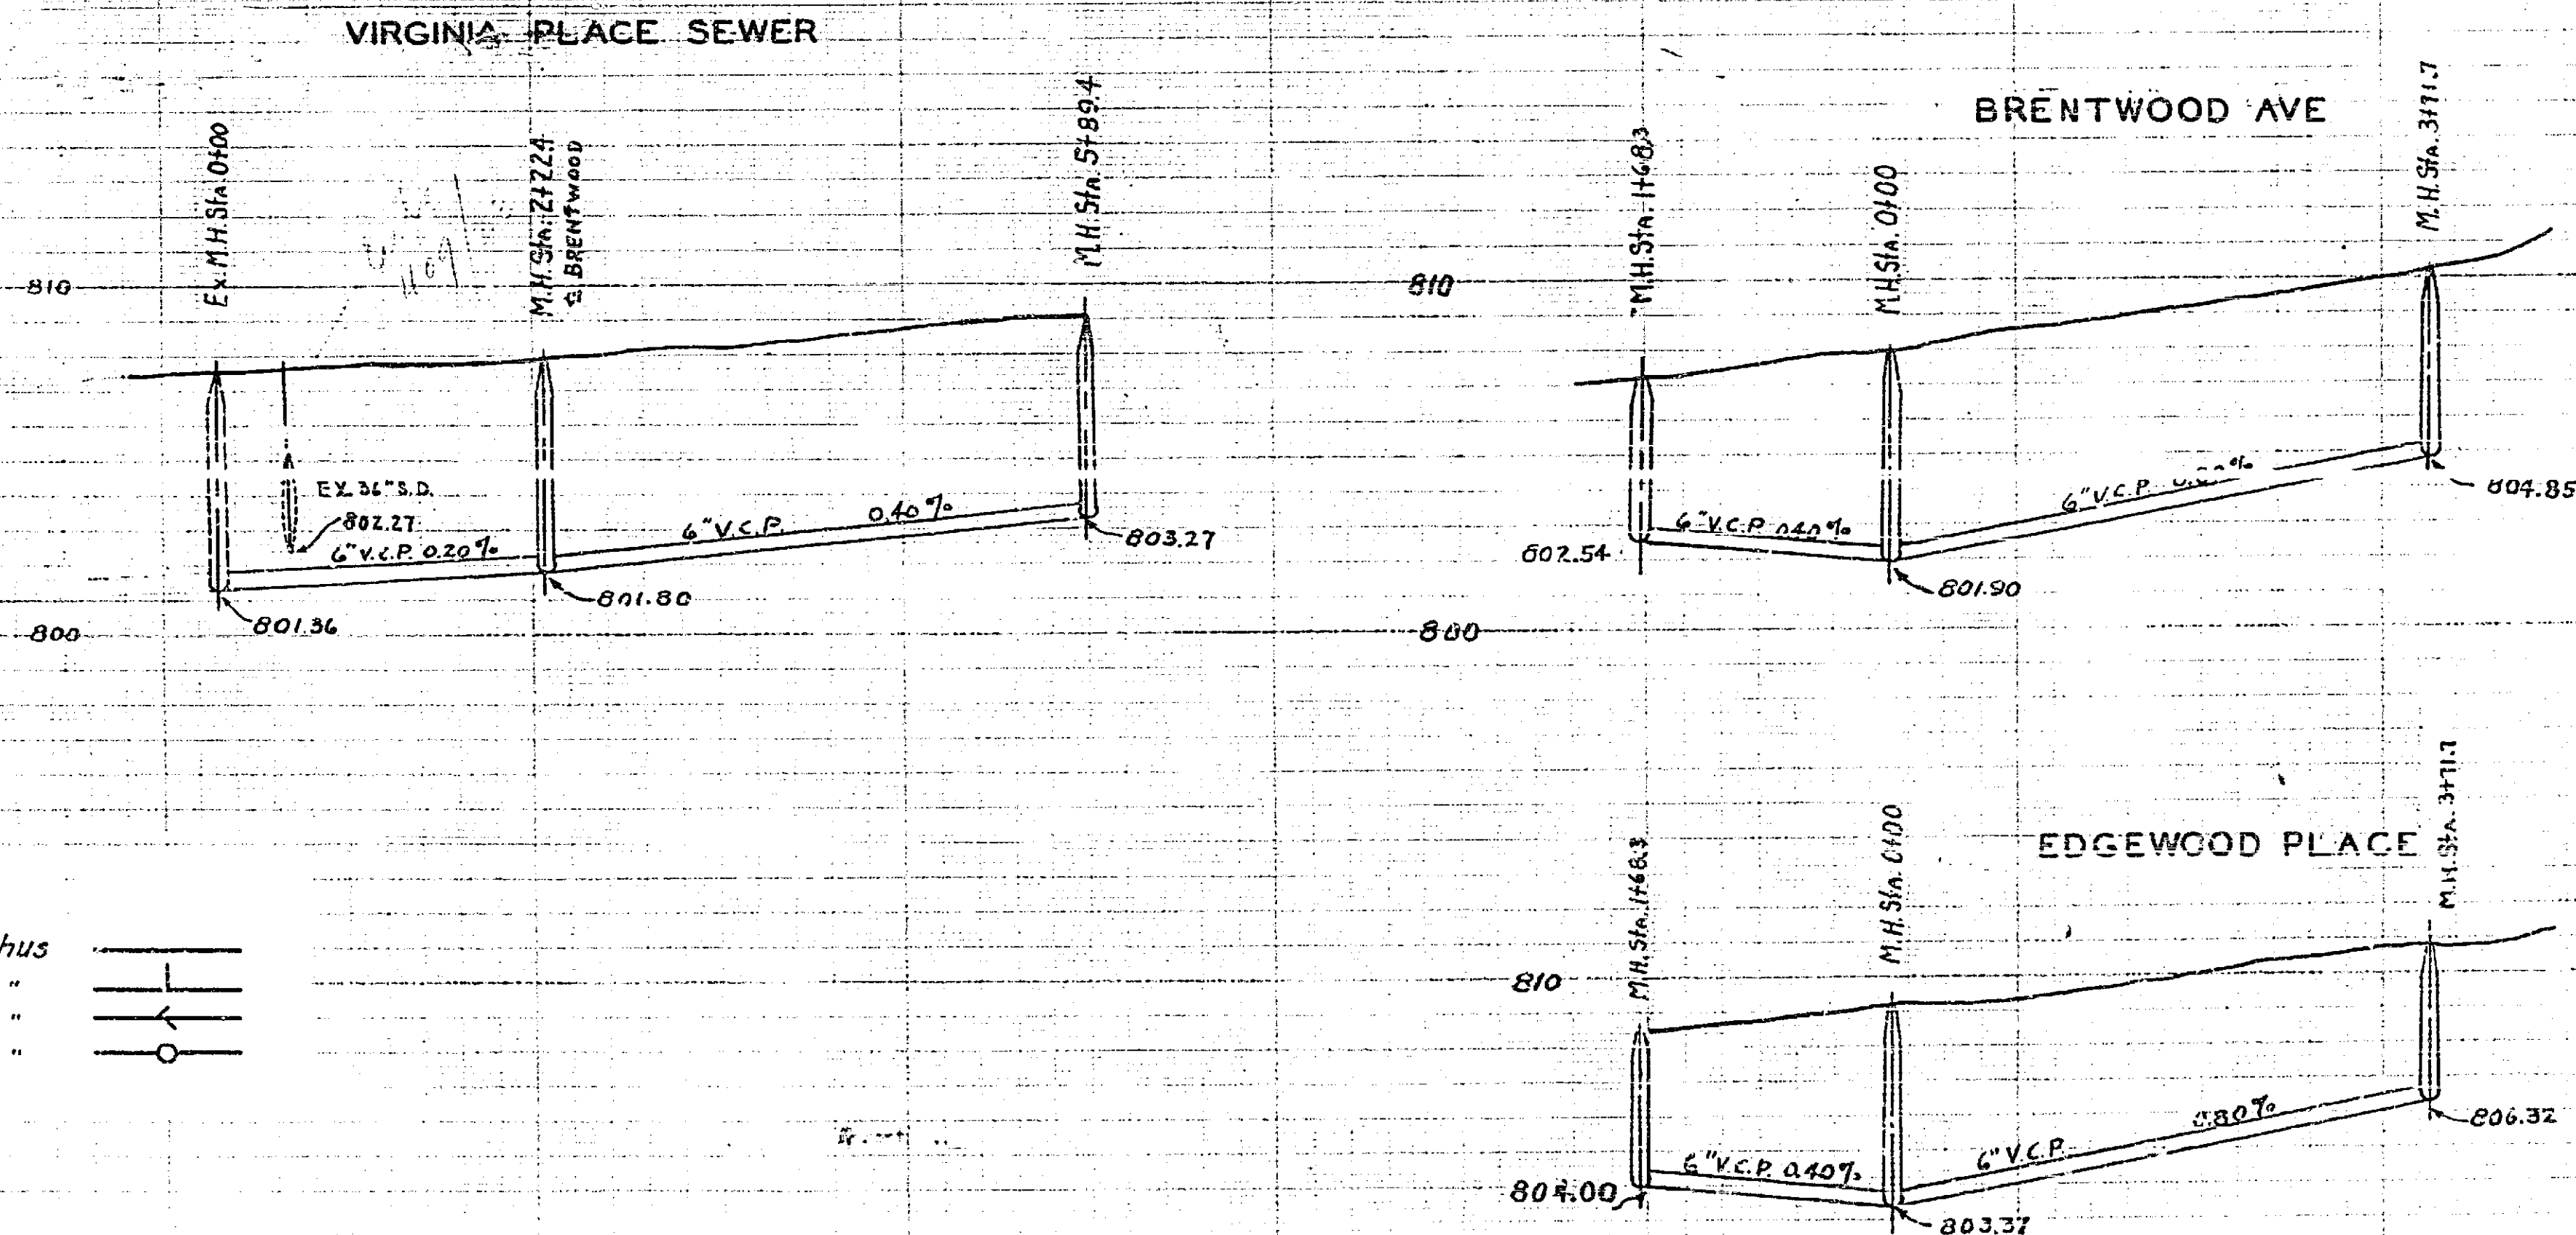 VIRGINIA PLACE SEWER
Ex. M.H. Sta. 0+00
M.H. Sta. 2+22.4
℄ BRENTWOOD
M.H. Sta. 5+89.4
810
EX. 36" S.D.
802.27
6" V.C.P. 0.20%
6" V.C.P. 0.40%
803.27
801.80
801.36
800
BRENTWOOD AVE
M.H. Sta. 1+68.3
M.H. Sta. 0+00
M.H. Sta. 3+71.7
810
6" V.C.P. 0.40%
6" V.C.P.
804.85
802.54
801.90
800
EDGEWOOD PLACE
M.H. Sta. 1+68.3
M.H. Sta. 0+00
M.H. Sta. 3+71.7
810
6" V.C.P. 0.40%
6" V.C.P. 0.80%
806.32
804.00
803.37
hus
"
"
"